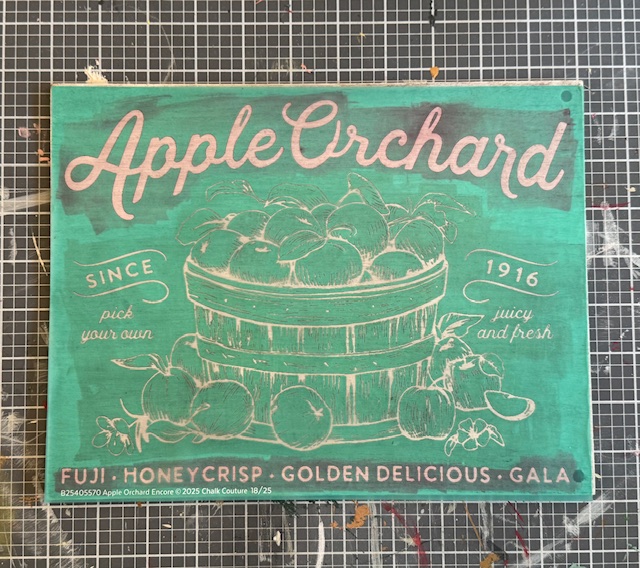 Apple Orchard
SINCE 1916
pick
your own
juicy
and fresh
FUJI · HONEYCRISP · GOLDEN DELICIOUS · GALA
B25405570 Apple Orchard Encore © 2025 Chalk Couture 18/25